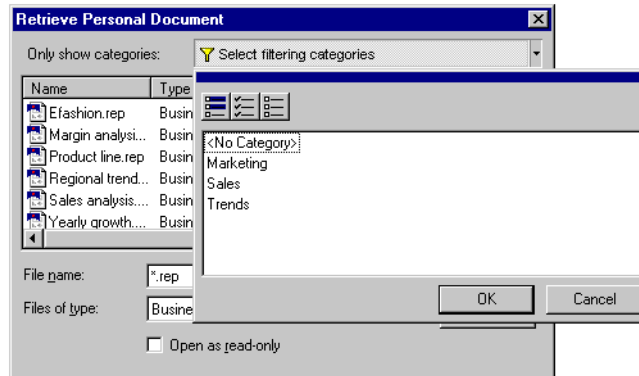 Retrieve Personal Document
Only show categories:
Select filtering categories
Name Type
Efashion.rep Busin
Margin analysi... Busin
Product line.rep Busin
Regional trend... Busin
Sales analysis.... Busin
Yearly growth.... Busin
<No Category>
Marketing
Sales
Trends
OK Cancel
File name: *.rep
Files of type: Busine
Open as read-only